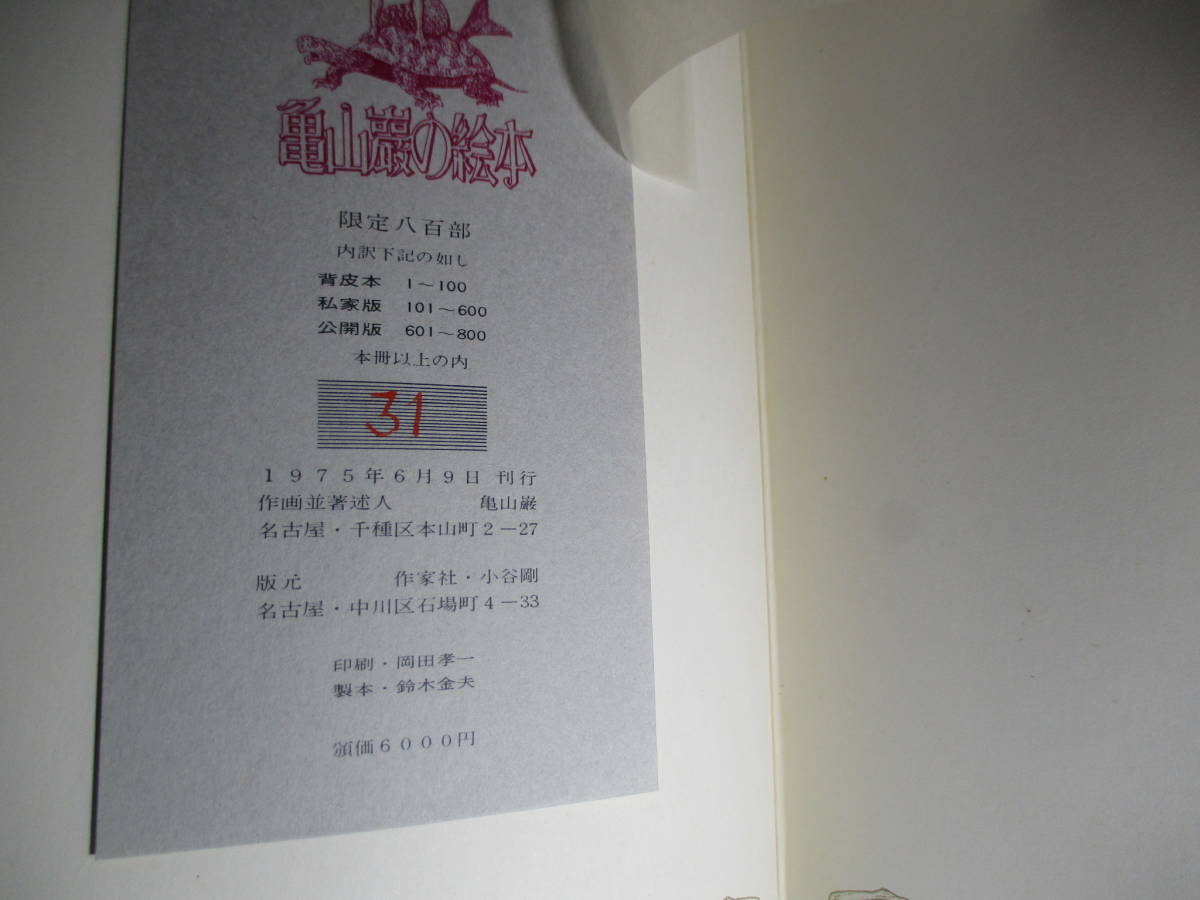 亀山巌の絵本
限定八百部
内訳下記の如し
背皮本 1〜100
私家版 101〜600
公開版 601〜800
本冊以上の内
31
1975年6月9日 刊行
作画並著述人 亀山巌
名古屋・千種区本山町2−27
版元 作家社・小谷剛
名古屋・中川区石場町4−33
印刷・岡田孝一
製本・鈴木金夫
頒価6000円